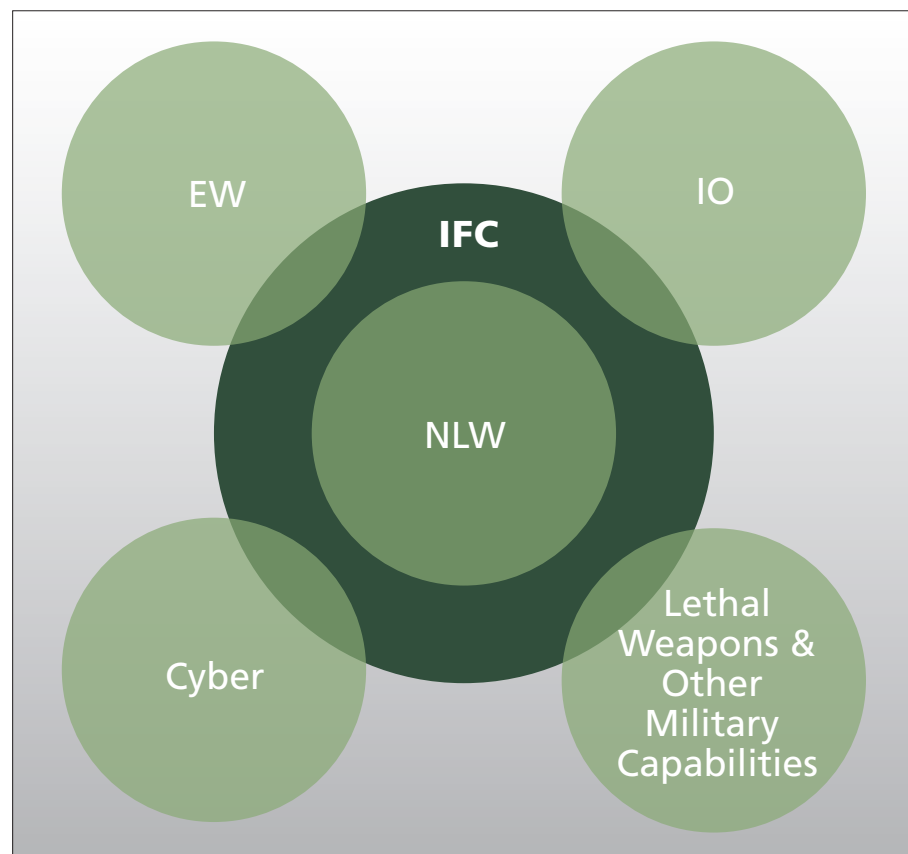 EW
IO
IFC
NLW
Cyber
Lethal
Weapons &
Other
Military
Capabilities